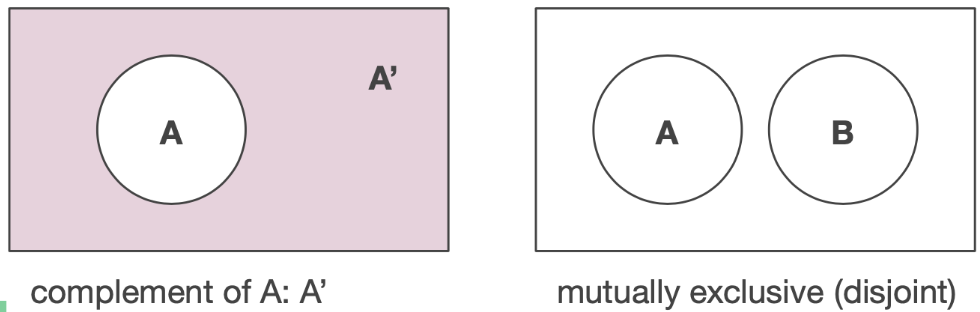 A
A’
A
B
complement of A: A’
mutually exclusive (disjoint)